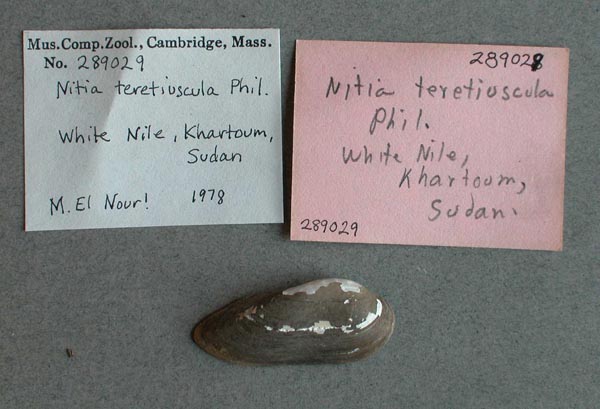 Mus.Comp.Zool., Cambridge, Mass.
No. 289029
Nitia teretiuscula Phil.
White Nile, Khartoum,
Sudan
M. El Nour! 1978
289028
Nitia teretiuscula
Phil.
White Nile,
Khartoum,
Sudan.
289029